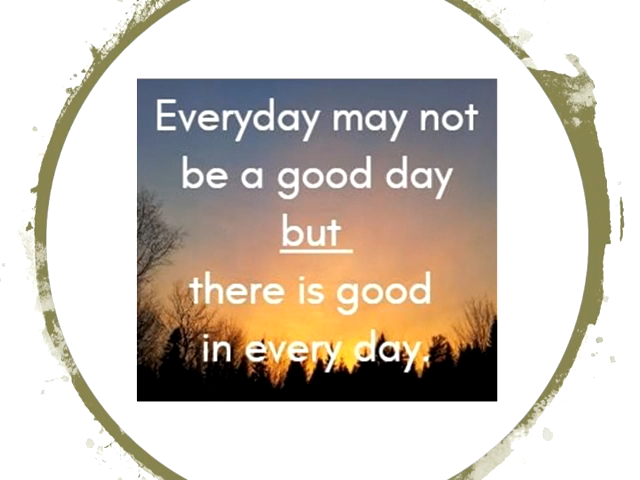 Everyday may not
be a good day
but
there is good
in every day.